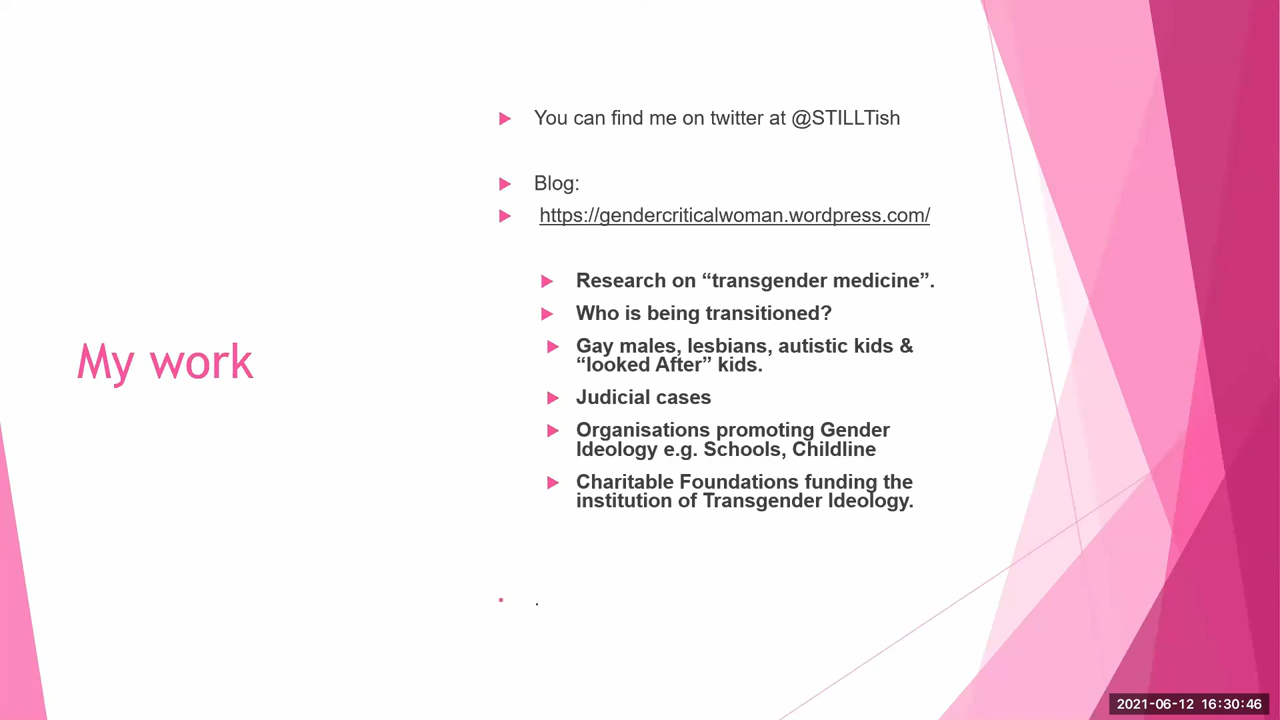 My work
You can find me on twitter at @STILLTish
Blog:
https://gendercriticalwoman.wordpress.com/
Research on “transgender medicine”.
Who is being transitioned?
Gay males, lesbians, autistic kids &
“looked After” kids.
Judicial cases
Organisations promoting Gender
Ideology e.g. Schools, Childline
Charitable Foundations funding the
institution of Transgender Ideology.
.
2021-06-12 16:30:46